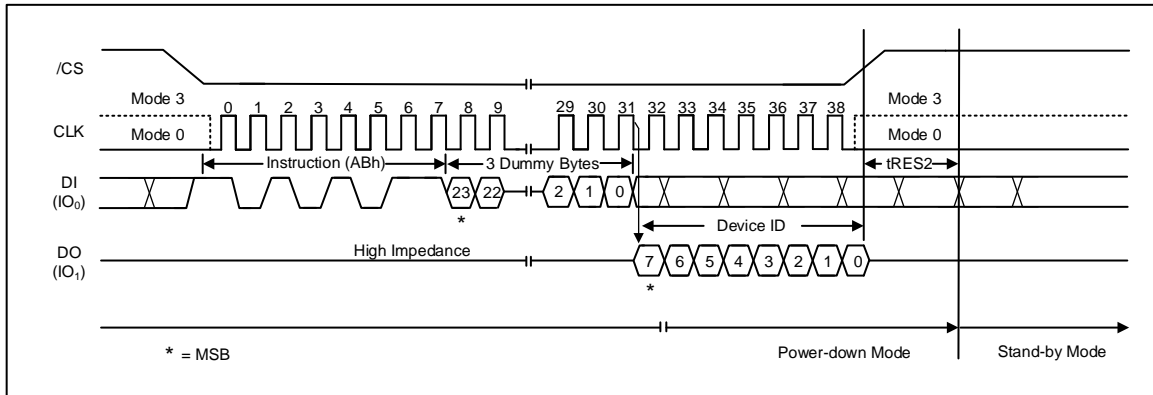 /CS
Mode 3
0 1 2 3 4 5 6 7 8 9 29 30 31 32 33 34 35 36 37 38
Mode 3
CLK
Mode 0
Mode 0
Instruction (ABh)
3 Dummy Bytes
tRES2
DI
(IO0)
23 22 2 1 0
*
Device ID
DO
(IO1)
High Impedance
7 6 5 4 3 2 1 0
*
* = MSB
Power-down Mode
Stand-by Mode